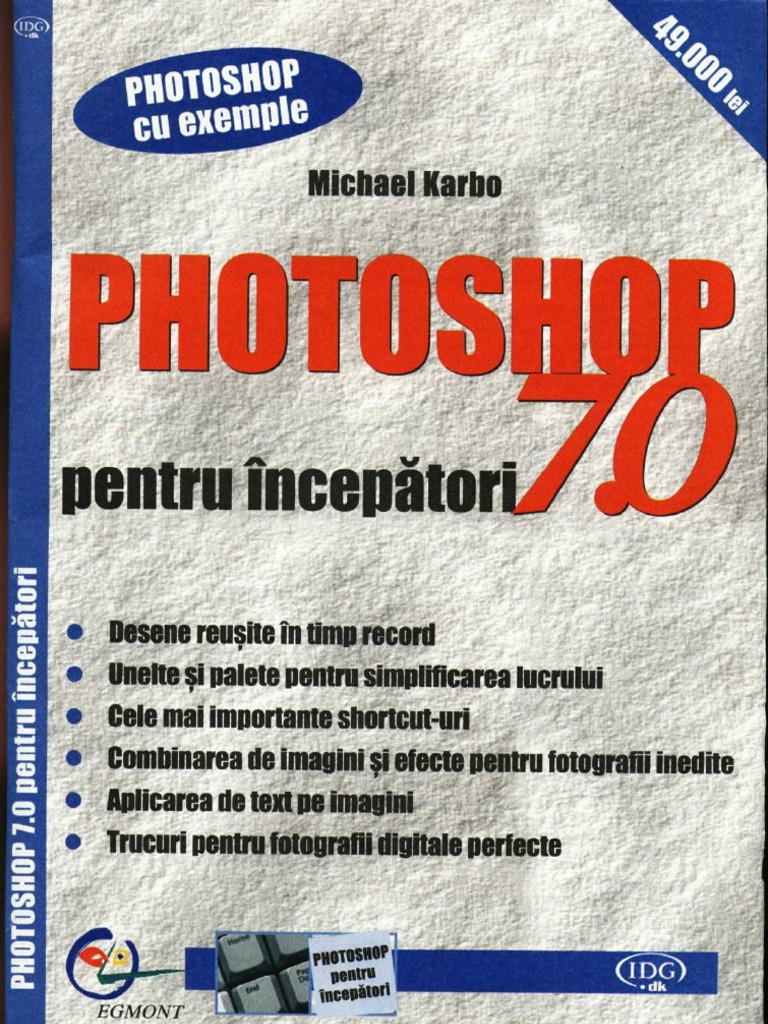 IDG
.dk
PHOTOSHOP
cu exemple
49.000 lei
Michael Karbo
PHOTOSHOP
7.0
pentru începători
Desene reușite în timp record
Unelte și palete pentru simplificarea lucrului
Cele mai importante shortcut-uri
Combinarea de imagini și efecte pentru fotografii inedite
Aplicarea de text pe imagini
Trucuri pentru fotografii digitale perfecte
PHOTOSHOP 7.0 pentru începători
EGMONT
Home
End
PHOTOSHOP
pentru
începători
IDG
.dk